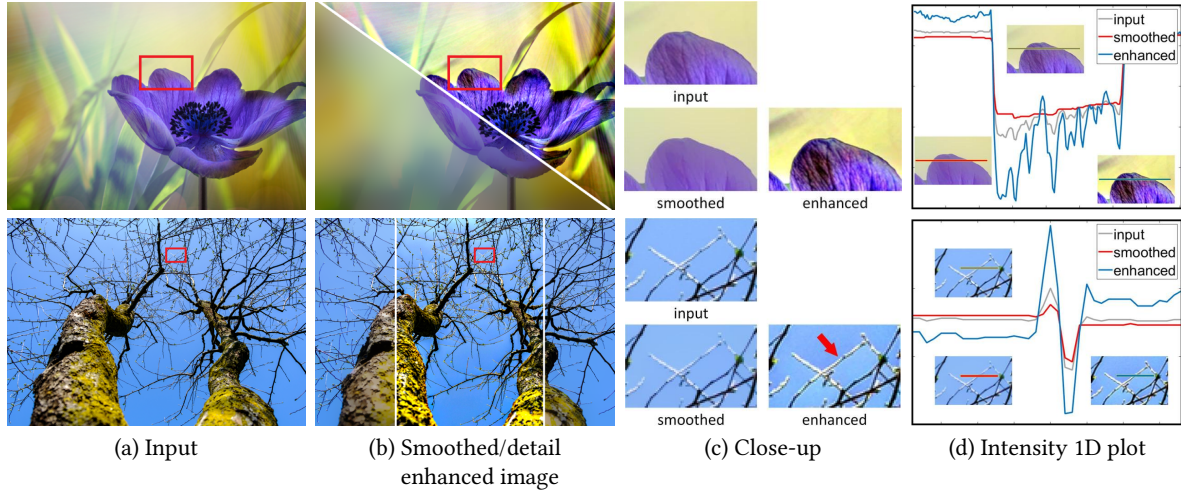 input
smoothed
enhanced
input
smoothed
enhanced
input
smoothed
enhanced
input
smoothed
enhanced
(a) Input
(b) Smoothed/detail
enhanced image
(c) Close-up
(d) Intensity 1D plot